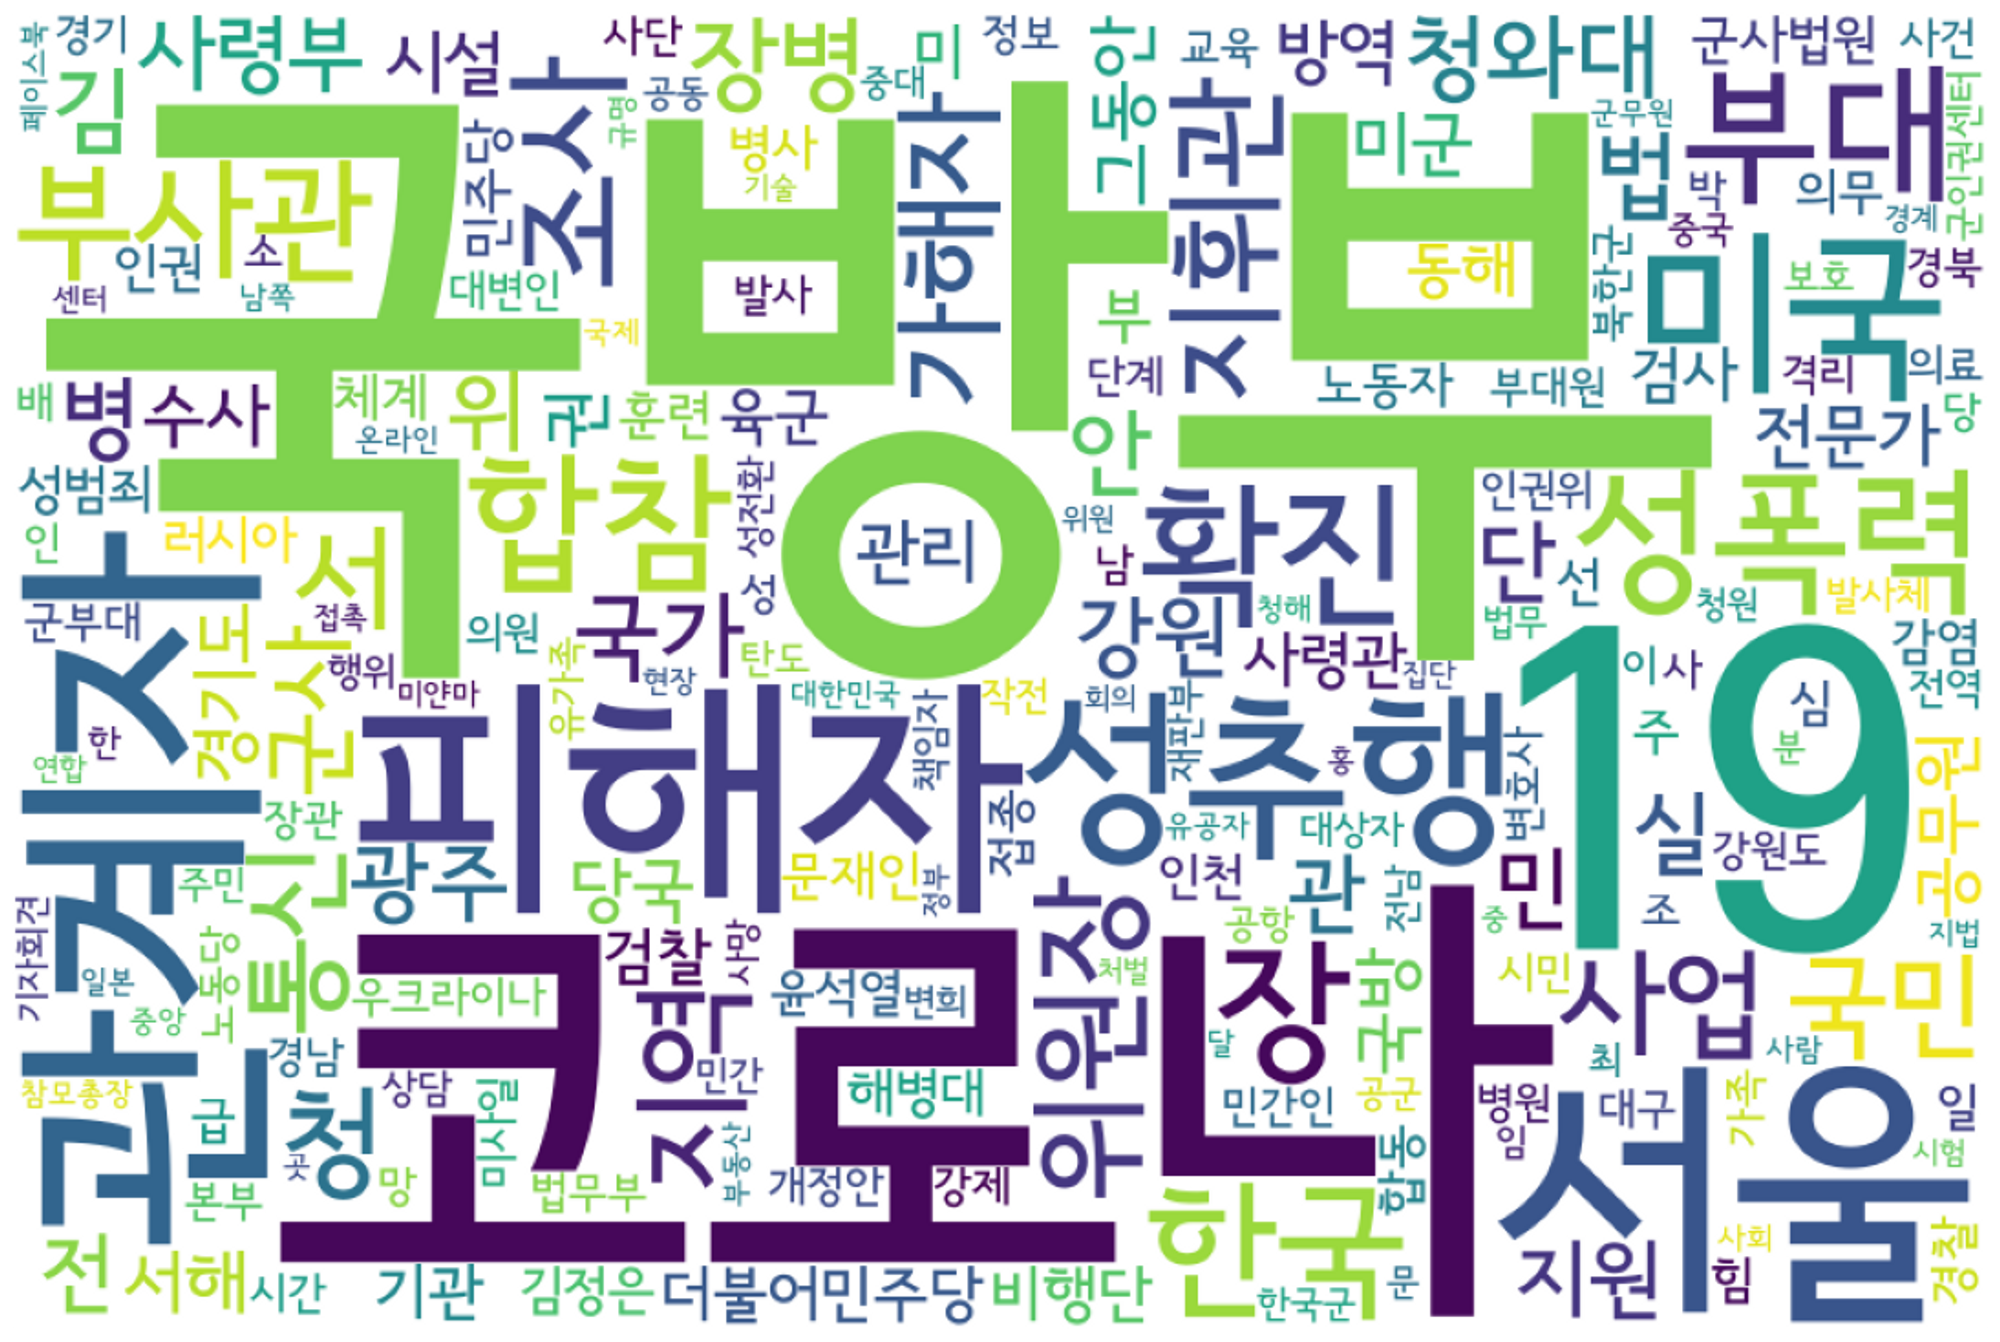 페이스북
경기
사령부
시설
사단
장병
미
정보
그동안
교육
방역
청와대
군사법원
사건
김
조사
공동
중대
규명
가해자
지휘관
미군
군무원
법
부대
군인권센터
국방부
부사관
민주당
병사
기술
박
의무
중국
경계
인권
소
센터
남쪽
대변인
발사
국제
부
동해
북한군
미국
보호
경북
배
병
수사
체계
원
권
훈련
육군
온라인
단계
안
노동자
부대원
검사
격리
의료
당
전문가
성범죄
합참
성전환
관리
위원
확진
인권위
성폭력
인
러시아
석
군사
경기도
군부대
접촉
의원
성
국가
남
청해
단
선
법무
청원
발사체
관계자
행위
미얀마
유가족
탄도
현장
강원
사령관
집단
19
이
사
감염
전역
한
연합
피해자
대한민국
책임자
작전
회의
재판부
성추행
홍
변호사
주
심
분
공무원
장관
통신
주민
광주
당국
문재인
정부
접종
유공자
대상자
인천
관
전남
민
실
강원도
조
지법
기자회견
일본
노동당
중앙
우크라이나
코로나
검찰
사망
지역
윤석열
변희
위원장
처벌
공항
장
국방
중
시민
사업
국민
참모총장
군
급
경남
청
상담
미사일
민간
해병대
달
민간인
공군
병원
임
최
대구
사람
가족
서울
일
시험
본부
곳
망
법무부
부동산
개정안
강제
한국
합동
지원
사회
힘
경찰
전
서해
시간
기관
김정은
더불어민주당
비행단
한국군
문